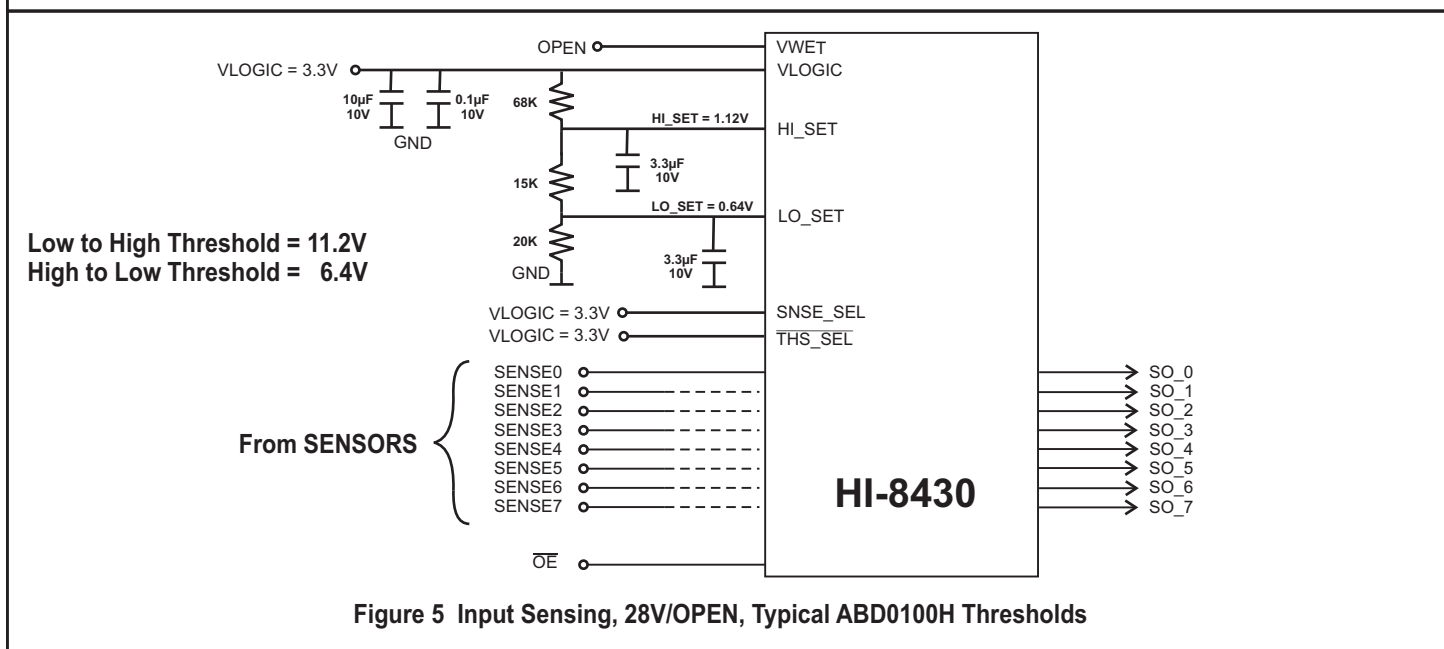 OPEN
VWET
VLOGIC = 3.3V
VLOGIC
10µF
10V
0.1µF
10V
68K
GND
HI_SET = 1.12V
HI_SET
3.3µF
10V
15K
LO_SET = 0.64V
LO_SET
20K
GND
3.3µF
10V
Low to High Threshold = 11.2V
High to Low Threshold = 6.4V
VLOGIC = 3.3V
SNSE_SEL
VLOGIC = 3.3V
THS_SEL
From SENSORS
SENSE0
SENSE1
SENSE2
SENSE3
SENSE4
SENSE5
SENSE6
SENSE7
OE
HI-8430
SO_0
SO_1
SO_2
SO_3
SO_4
SO_5
SO_6
SO_7
Figure 5 Input Sensing, 28V/OPEN, Typical ABD0100H Thresholds